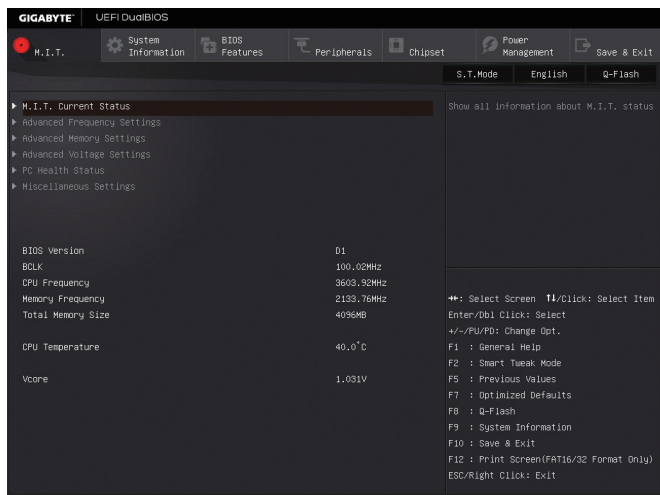 GIGABYTE™ UEFI DualBIOS
M.I.T.
System Information
BIOS Features
Peripherals
Chipset
Power Management
Save & Exit
S.T.Mode English Q-Flash
M.I.T. Current Status
Advanced Frequency Settings
Advanced Memory Settings
Advanced Voltage Settings
PC Health Status
Miscellaneous Settings
BIOS Version D1
BCLK 100.02MHz
CPU Frequency 3603.92MHz
Memory Frequency 2133.76MHz
Total Memory Size 4096MB
CPU Temperature 40.0°C
Vcore 1.031V
Show all information about M.I.T. status
→←: Select Screen ↑↓/Click: Select Item
Enter/Dbl Click: Select
+/-/PU/PD: Change Opt.
F1 : General Help
F2 : Smart Tweak Mode
F5 : Previous Values
F7 : Optimized Defaults
F8 : Q-Flash
F9 : System Information
F10 : Save & Exit
F12 : Print Screen(FAT16/32 Format Only)
ESC/Right Click: Exit